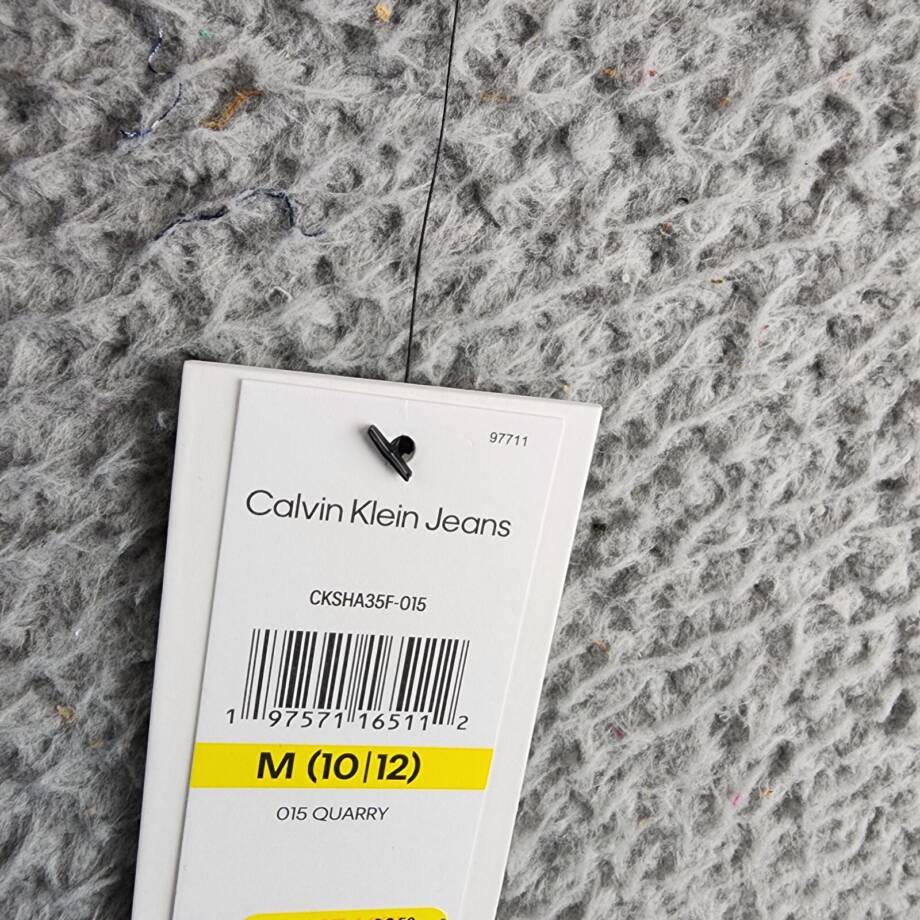 97711
Calvin Klein Jeans
CKSHA35F-015
1 97571 16511 2
M (10|12)
015 QUARRY